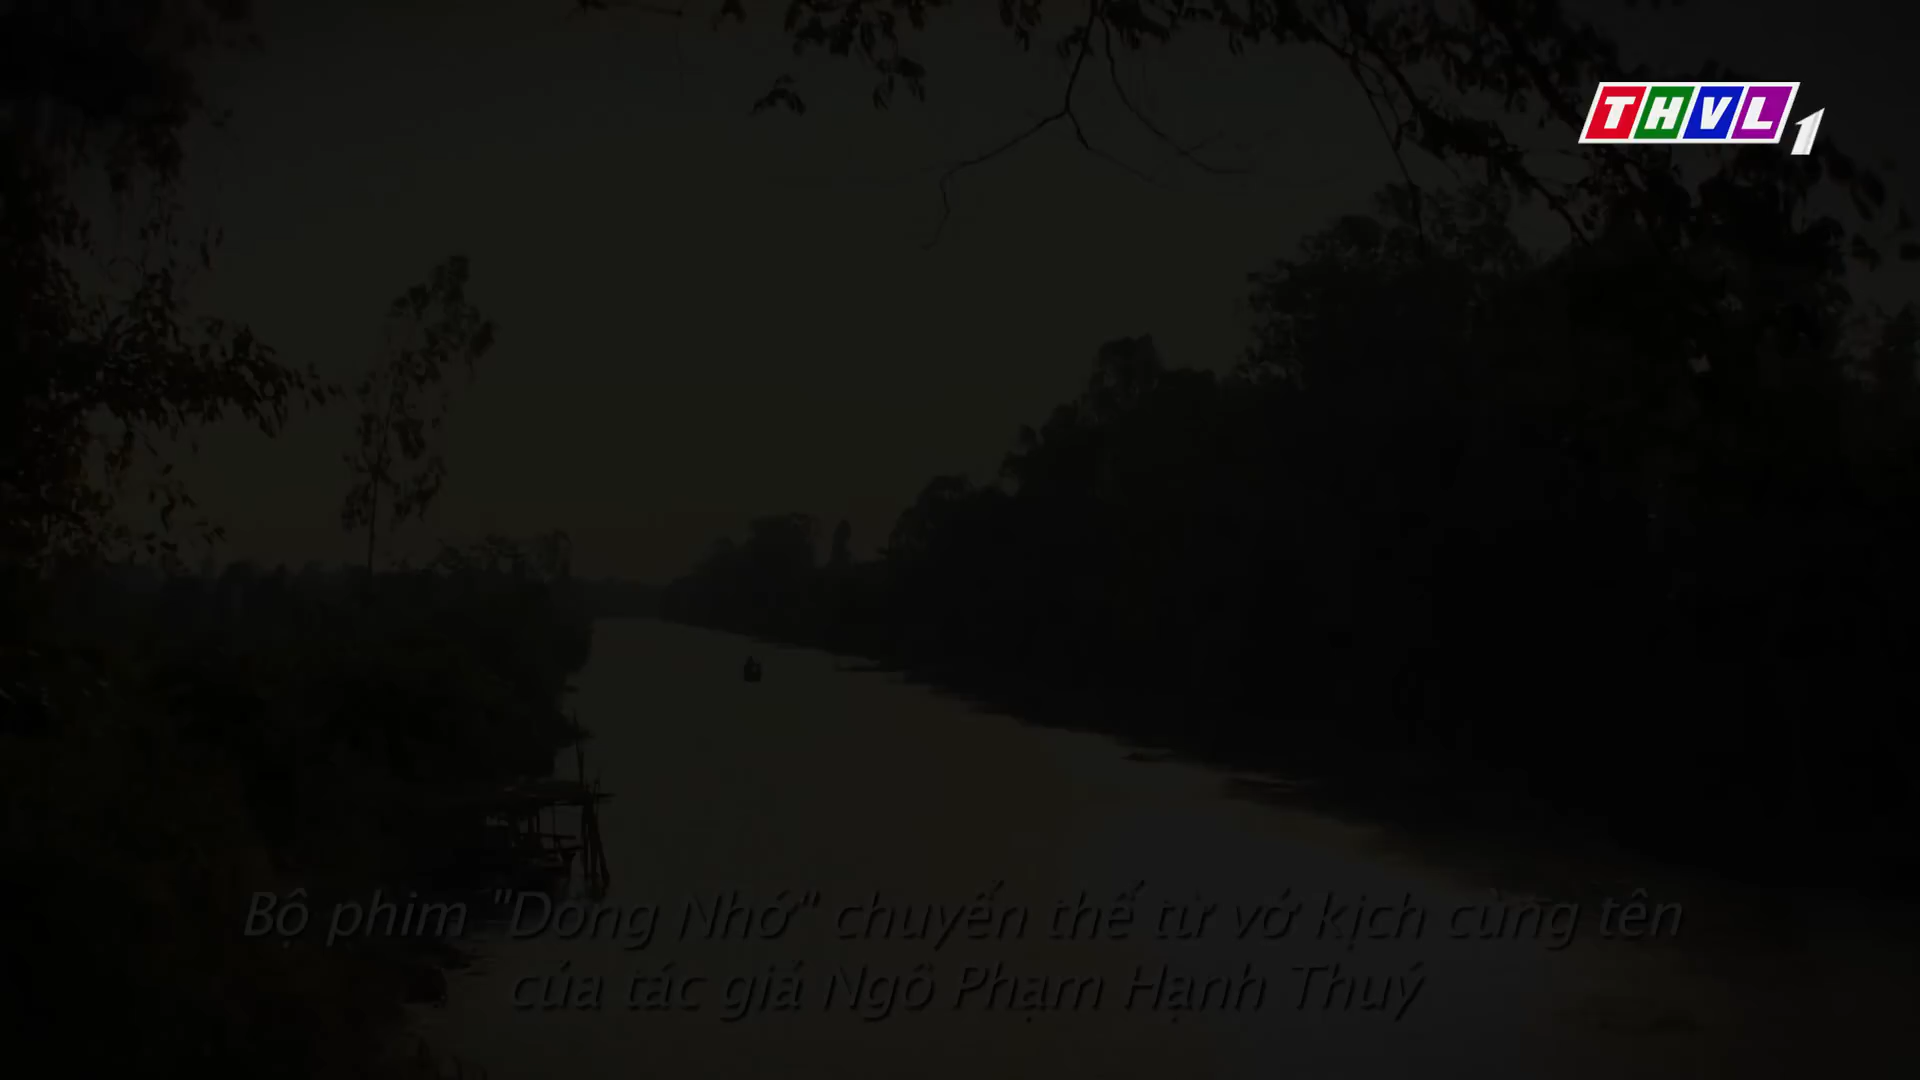 THVL1
Bộ phim "Dòng Nhớ" chuyển thể từ vở kịch cùng tên
của tác giả Ngô Phạm Hạnh Thuý